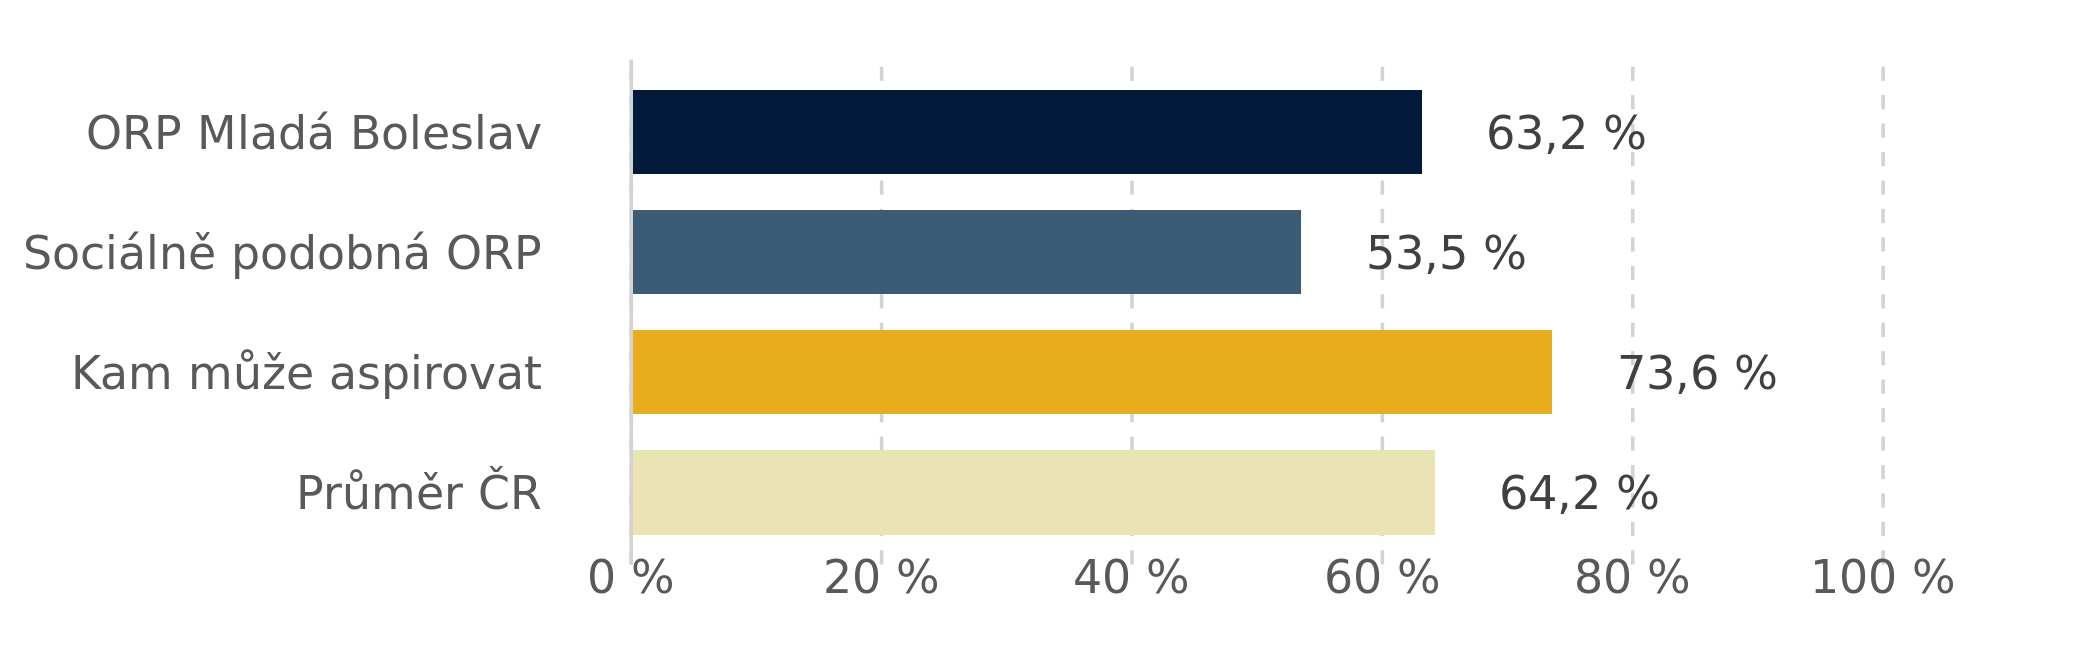 ORP Mladá Boleslav 63,2 %
Sociálně podobná ORP 53,5 %
Kam může aspirovat 73,6 %
Průměr ČR 64,2 %
0 % 20 % 40 % 60 % 80 % 100 %